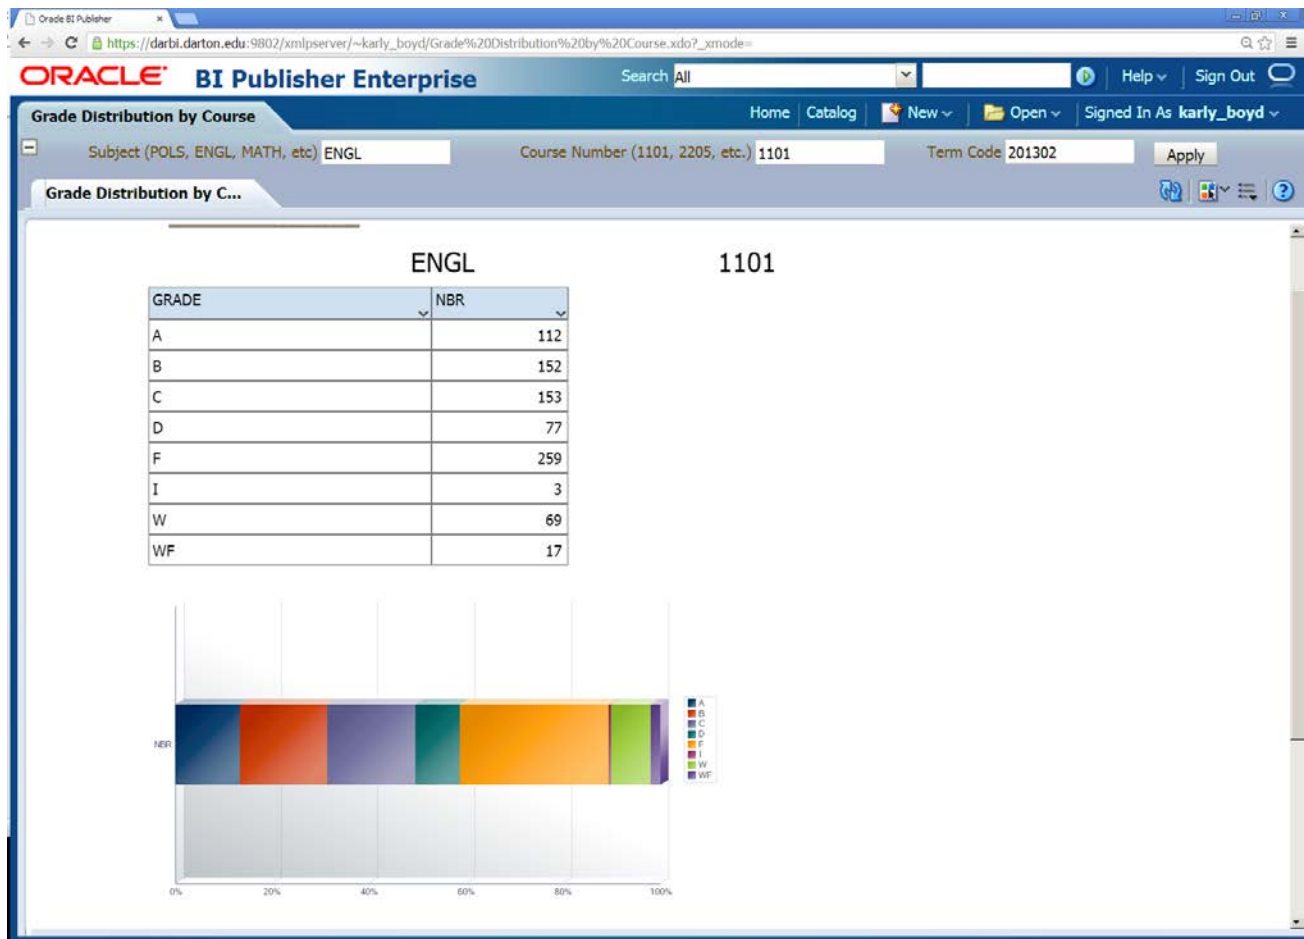 Grade BI Publisher
https://darbi.darton.edu:9802/xmlpserver/~karly_boyd/Grade%20Distribution%20by%20Course.xdo?_xmode=
ORACLE BI Publisher Enterprise Search All Help Sign Out
Grade Distribution by Course Home Catalog New Open Signed In As karly_boyd
Subject (POLS, ENGL, MATH, etc) ENGL Course Number (1101, 2205, etc.) 1101 Term Code 201302 Apply
Grade Distribution by C...
ENGL 1101
GRADE NBR
A 112
B 152
C 153
D 77
F 259
I 3
W 69
WF 17
A
B
C
D
F
I
W
WF
NBR
0% 20% 40% 60% 80% 100%